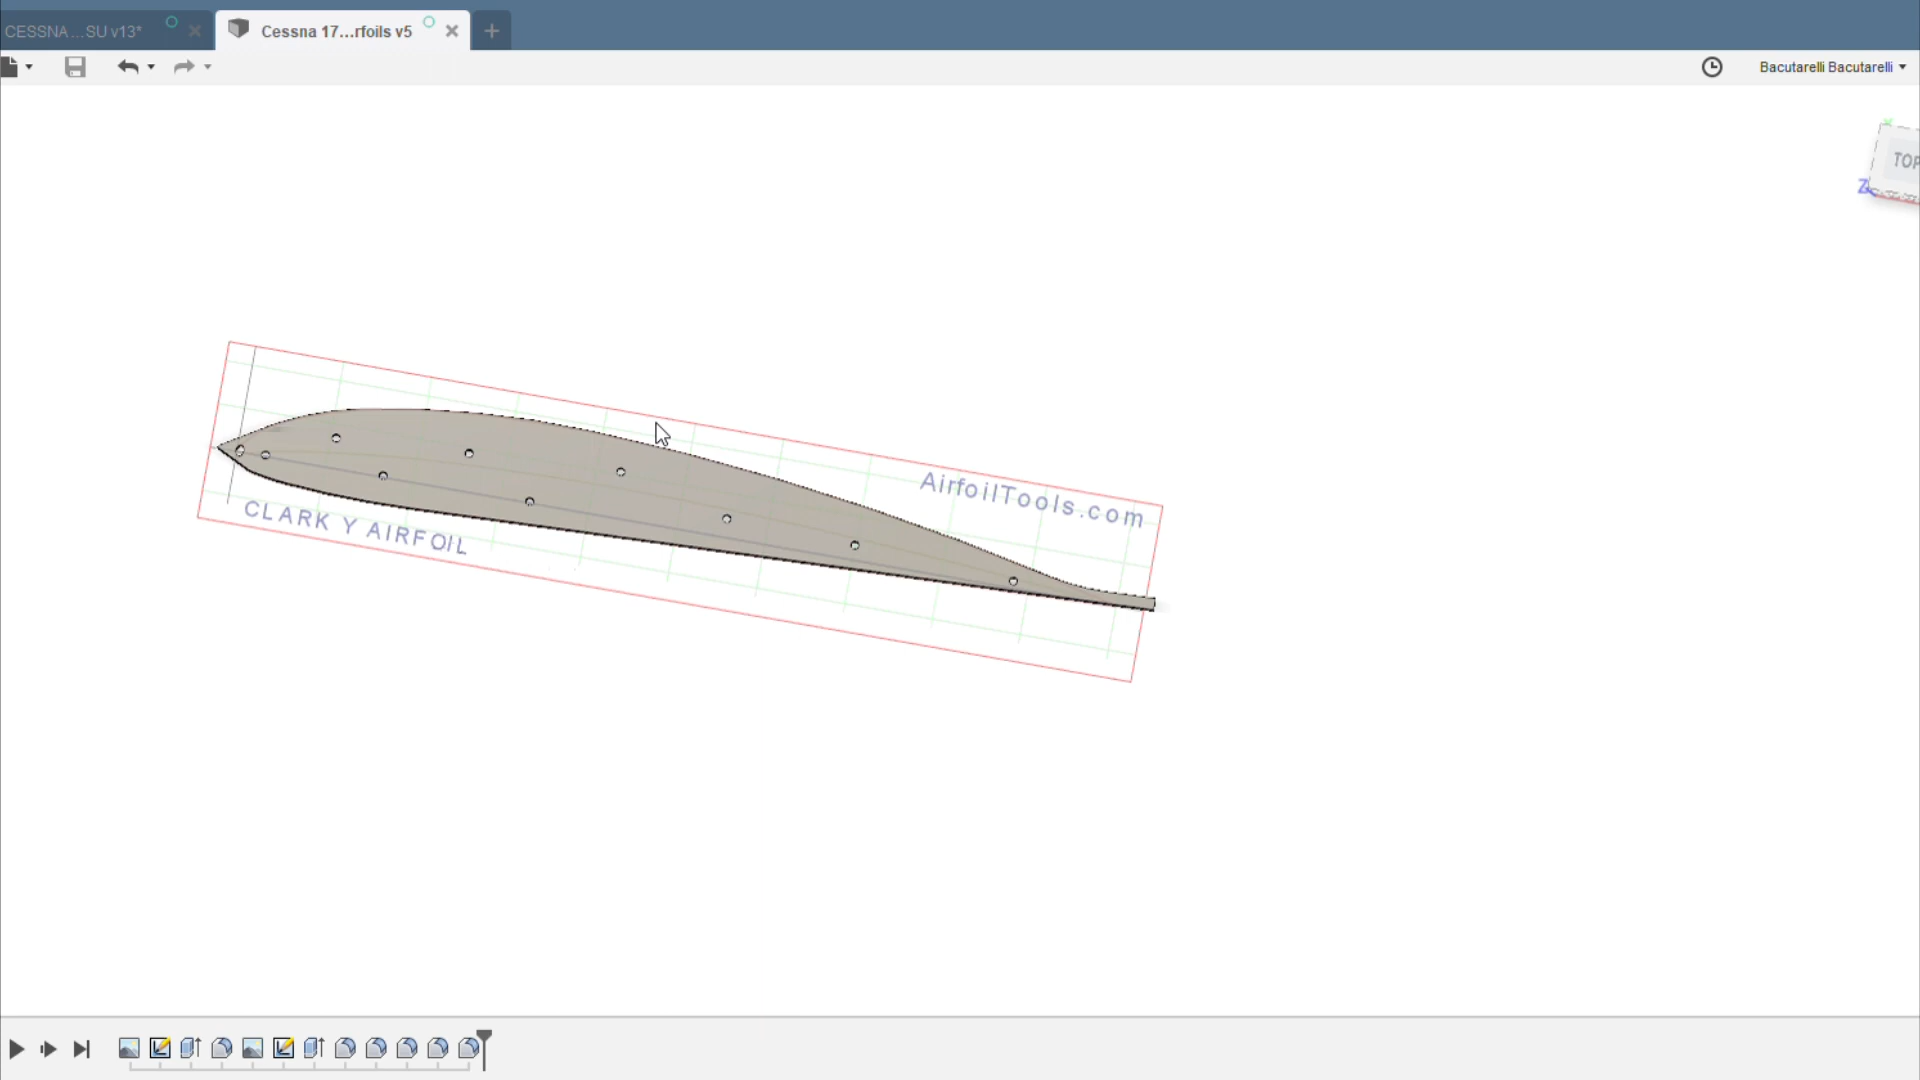 CESSNA...SU v13*
Cessna 17...rfoils v5
Bacutarelli Bacutarelli
TOP
Z
AirfoilTools.com
CLARK Y AIRFOIL